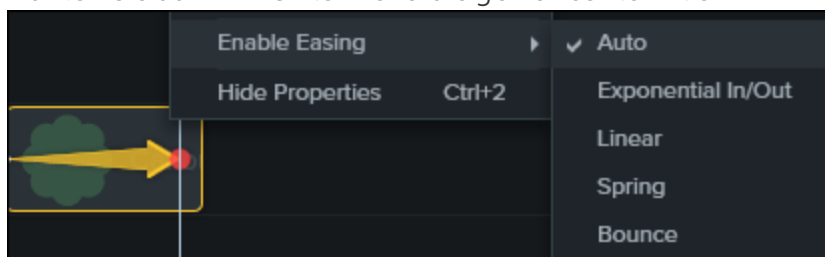 Enable Easing
Auto
Hide Properties Ctrl+2
Exponential In/Out
Linear
Spring
Bounce